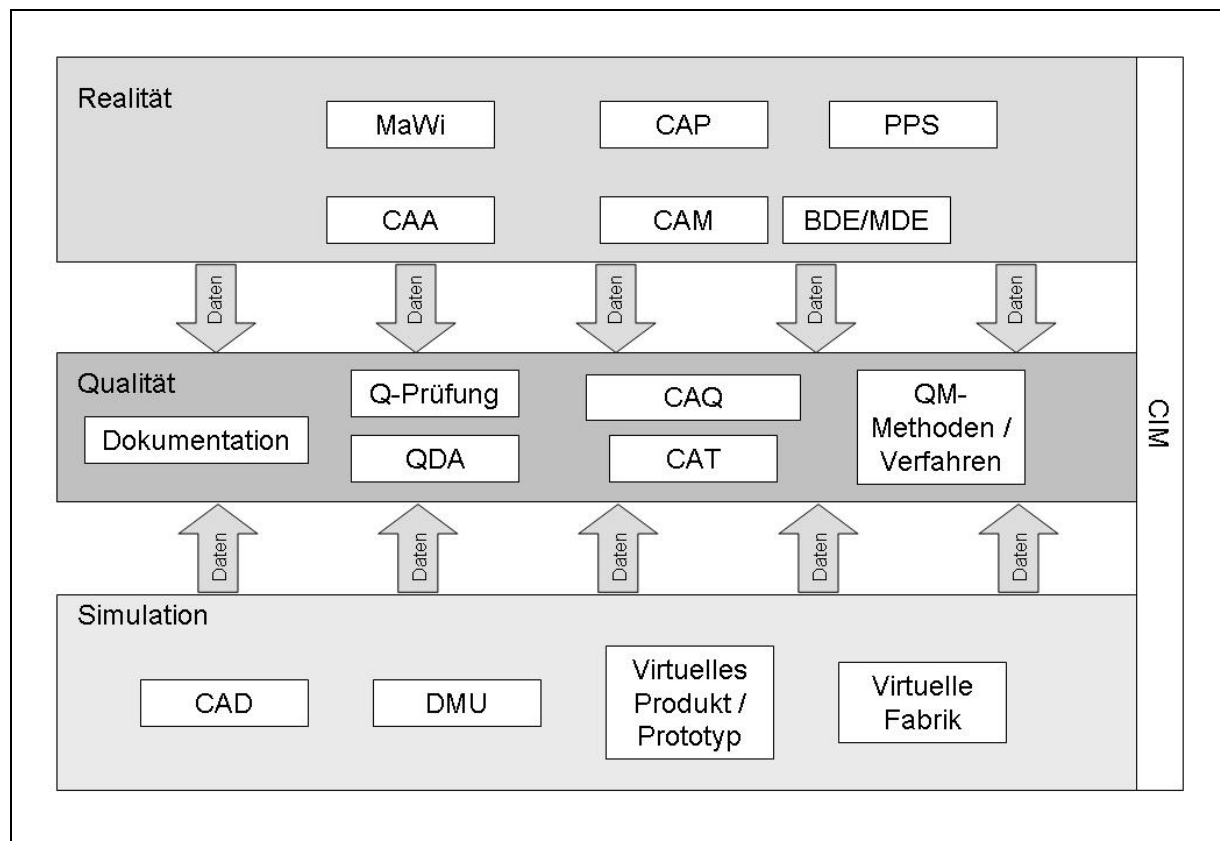 Realität
MaWi
CAP
PPS
CAA
CAM
BDE/MDE
Daten
Daten
Daten
Daten
Daten
Qualität
Q-Prüfung
CAQ
QM-
Methoden /
Verfahren
Dokumentation
QDA
CAT
CIM
Daten
Daten
Daten
Daten
Daten
Simulation
CAD
DMU
Virtuelles
Produkt /
Prototyp
Virtuelle
Fabrik